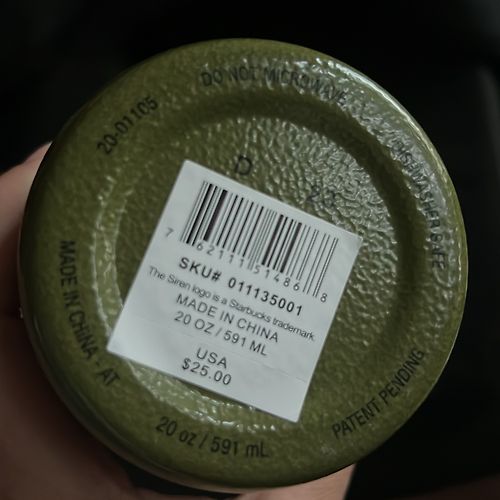 DO NOT MICROWAVE
DISHWASHER SAFE
PATENT PENDING
20 oz / 591 mL
MADE IN CHINA - AT
20-01105
D
23
7 62111 51486 8
SKU# 011135001
The Siren logo is a Starbucks trademark.
MADE IN CHINA
20 OZ / 591 ML
USA
$25.00